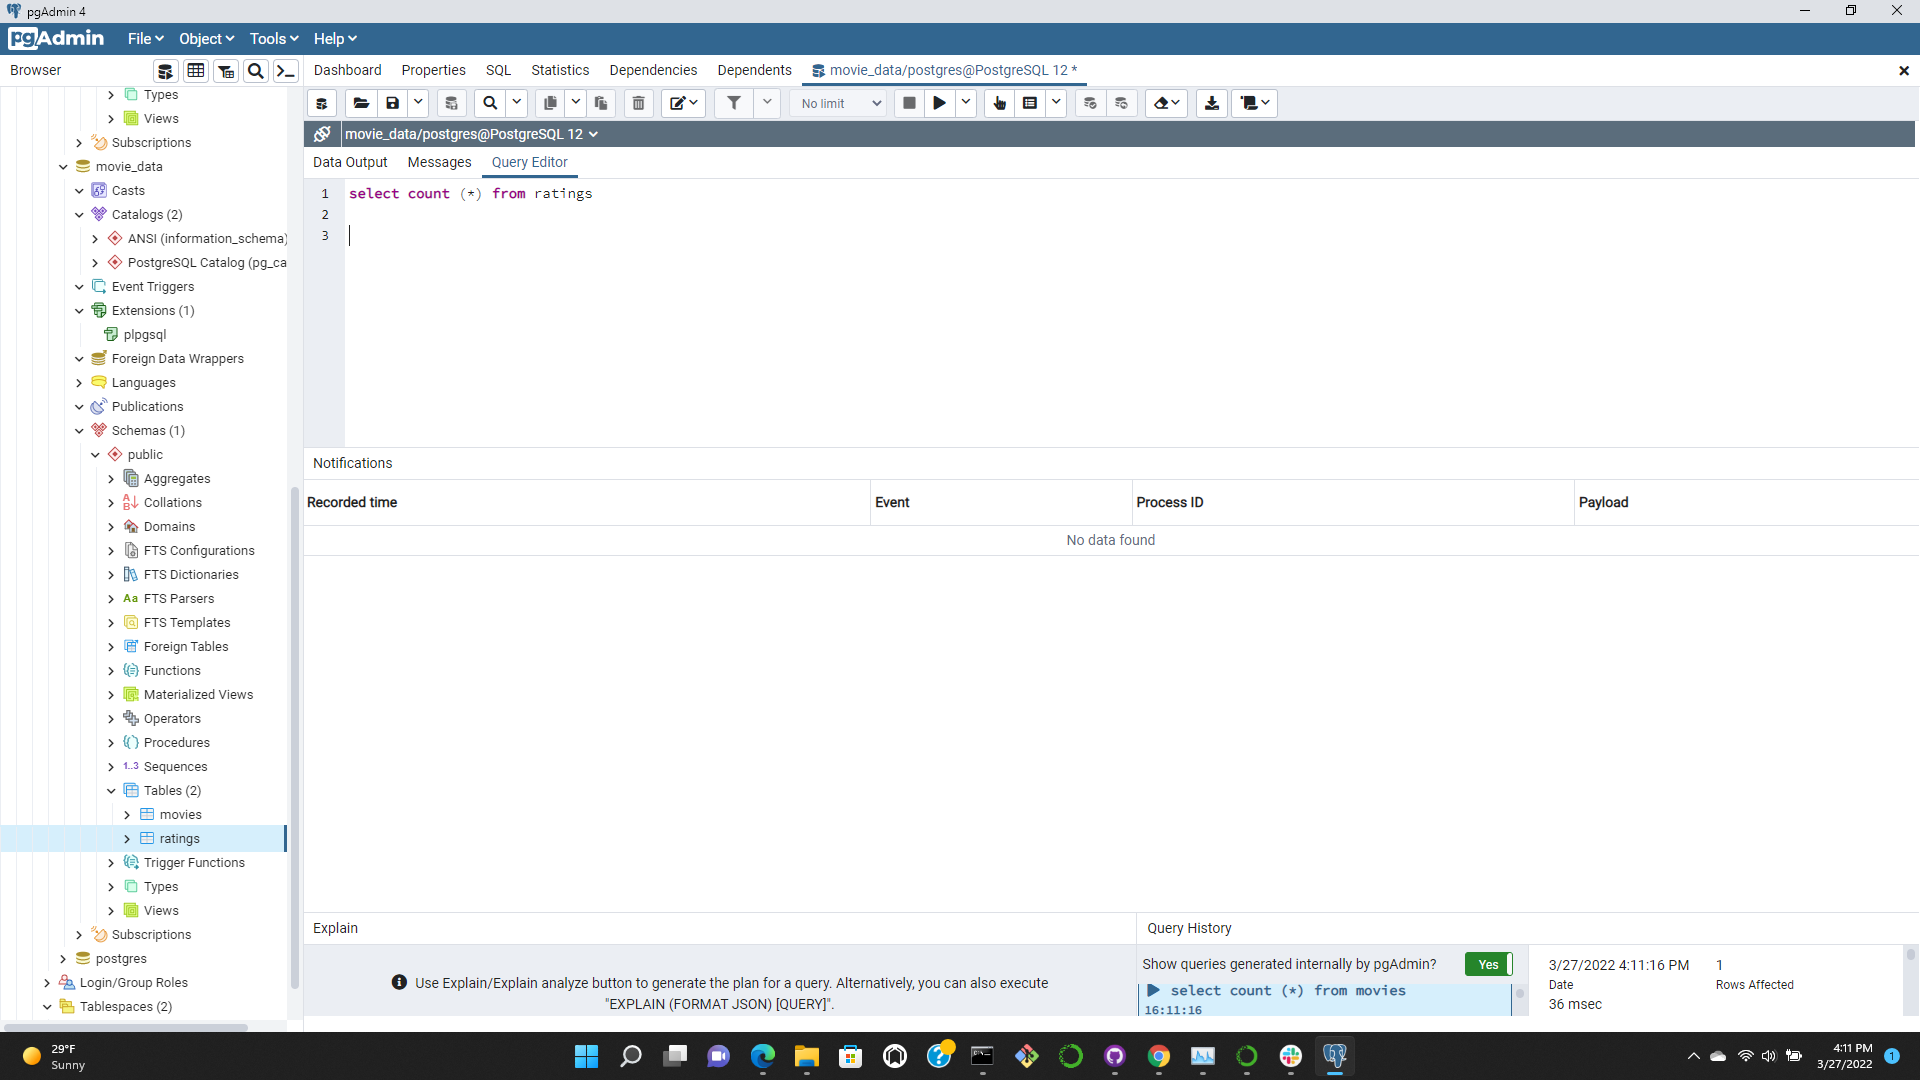 pgAdmin 4
pgAdmin File Object Tools Help
Browser
Dashboard Properties SQL Statistics Dependencies Dependents movie_data/postgres@PostgreSQL 12 *
No limit
movie_data/postgres@PostgreSQL 12
Data Output Messages Query Editor
1 select count (*) from ratings
2
3
Types
Views
Subscriptions
movie_data
Casts
Catalogs (2)
ANSI (information_schema)
PostgreSQL Catalog (pg_ca
Event Triggers
Extensions (1)
plpgsql
Foreign Data Wrappers
Languages
Publications
Schemas (1)
public
Aggregates
Collations
Domains
FTS Configurations
FTS Dictionaries
Aa FTS Parsers
FTS Templates
Foreign Tables
Functions
Materialized Views
Operators
Procedures
1..3 Sequences
Tables (2)
movies
ratings
Trigger Functions
Types
Views
Subscriptions
postgres
Login/Group Roles
Tablespaces (2)
Notifications
Recorded time Event Process ID Payload
No data found
Explain
Use Explain/Explain analyze button to generate the plan for a query. Alternatively, you can also execute
"EXPLAIN (FORMAT JSON) [QUERY]".
Query History
Show queries generated internally by pgAdmin? Yes
select count (*) from movies
16:11:16
3/27/2022 4:11:16 PM 1
Date Rows Affected
36 msec
29°F
Sunny
4:11 PM
3/27/2022
1